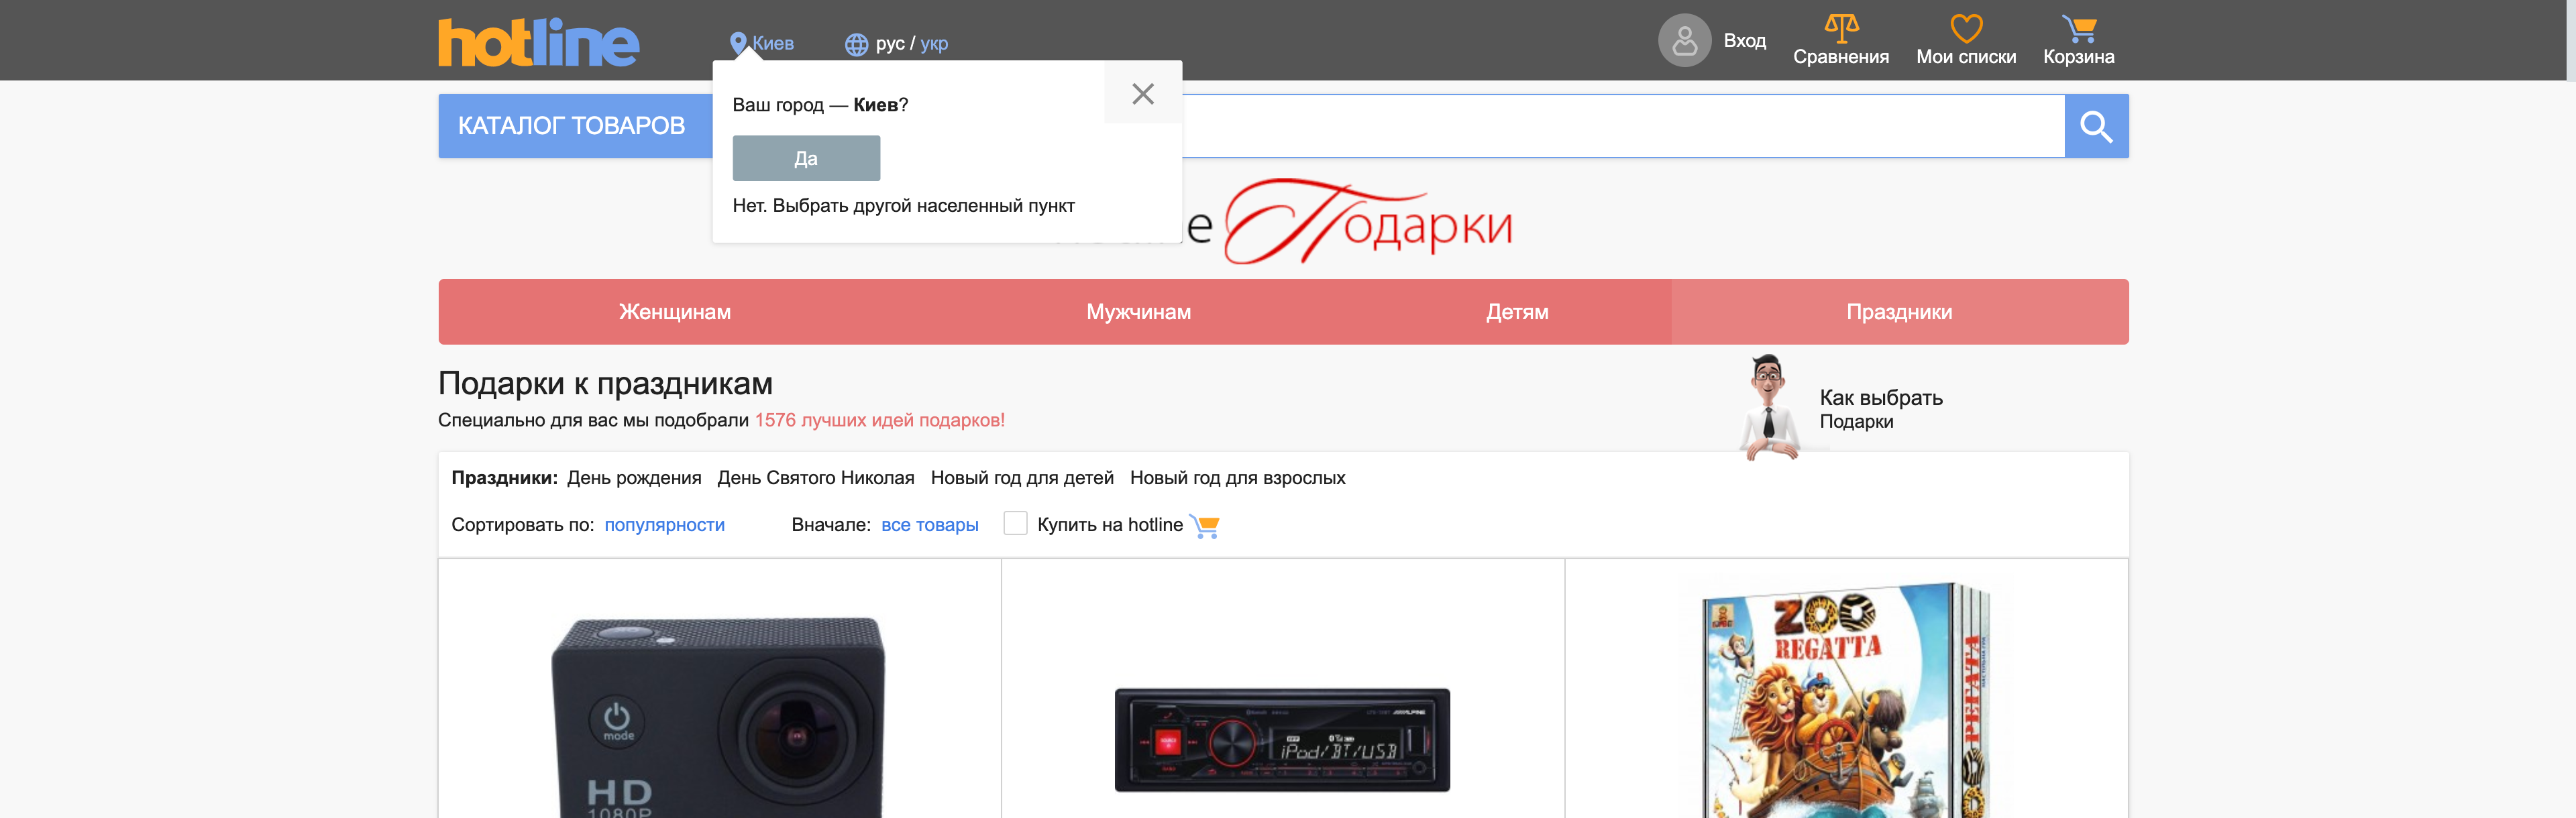 hotline
Киев
рус / укр
Вход
Сравнения
Мои списки
Корзина
КАТАЛОГ ТОВАРОВ
Ваш город — Киев?
Да
Нет. Выбрать другой населенный пункт
е Подарки
Женщинам
Мужчинам
Детям
Праздники
Подарки к праздникам
Специально для вас мы подобрали 1576 лучших идей подарков!
Как выбрать
Подарки
Праздники: День рождения День Святого Николая Новый год для детей Новый год для взрослых
Сортировать по: популярности
Вначале: все товары
Купить на hotline
mode
HD
1080P
ALPINE
iPod/BT/USB
ZOO
REGATTA
РЕГАТА